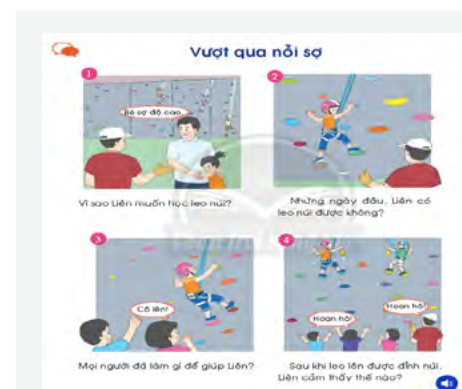 Vượt qua nỗi sợ
1
Bé sợ độ cao.
Vì sao Liên muốn học leo núi?
2
Những ngày đầu, Liên có
leo núi được không?
3
Cố lên!
Mọi người đã làm gì để giúp Liên?
4
Hoan hô!
Hoan hô!
Sau khi leo lên được đỉnh núi,
Liên cảm thấy thế nào?